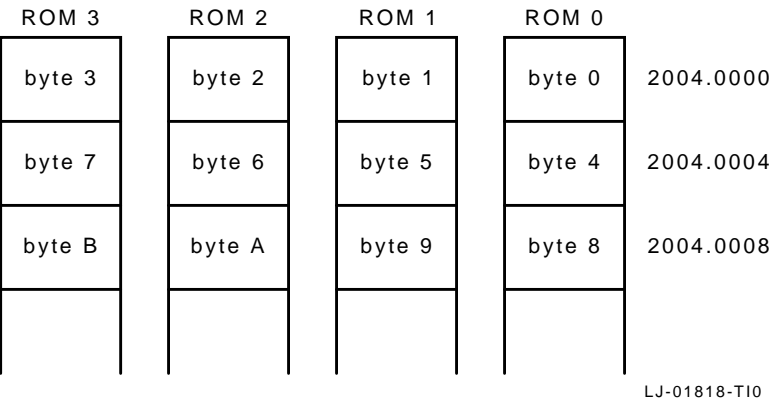 ROM 3 ROM 2 ROM 1 ROM 0
byte 3 byte 2 byte 1 byte 0 2004.0000
byte 7 byte 6 byte 5 byte 4 2004.0004
byte B byte A byte 9 byte 8 2004.0008
LJ-01818-TI0